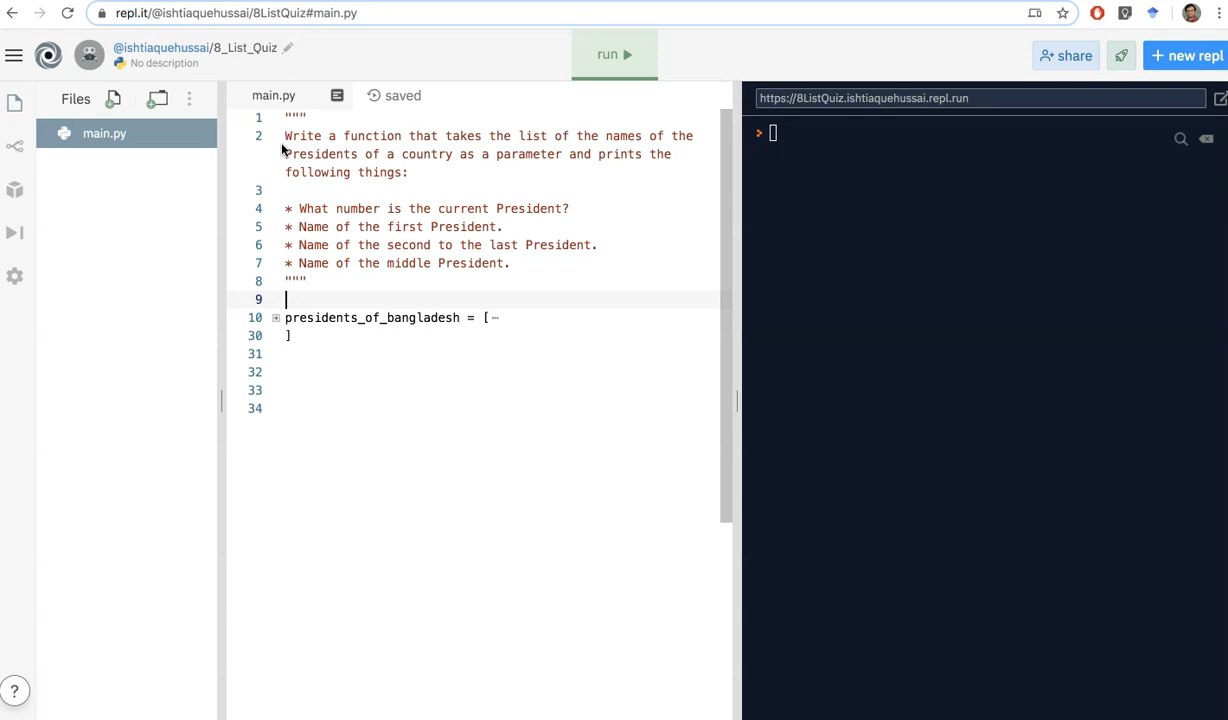 repl.it/@ishtiaquehussai/8ListQuiz#main.py
@ishtiaquehussai/8_List_Quiz
No description
run
share
+ new repl
Files
main.py
main.py
saved
https://8ListQuiz.ishtiaquehussai.repl.run
1 """
2 Write a function that takes the list of the names of the
Presidents of a country as a parameter and prints the
following things:
3
4 * What number is the current President?
5 * Name of the first President.
6 * Name of the second to the last President.
7 * Name of the middle President.
8 """
9
10 presidents_of_bangladesh = [
30 ]
31
32
33
34
?